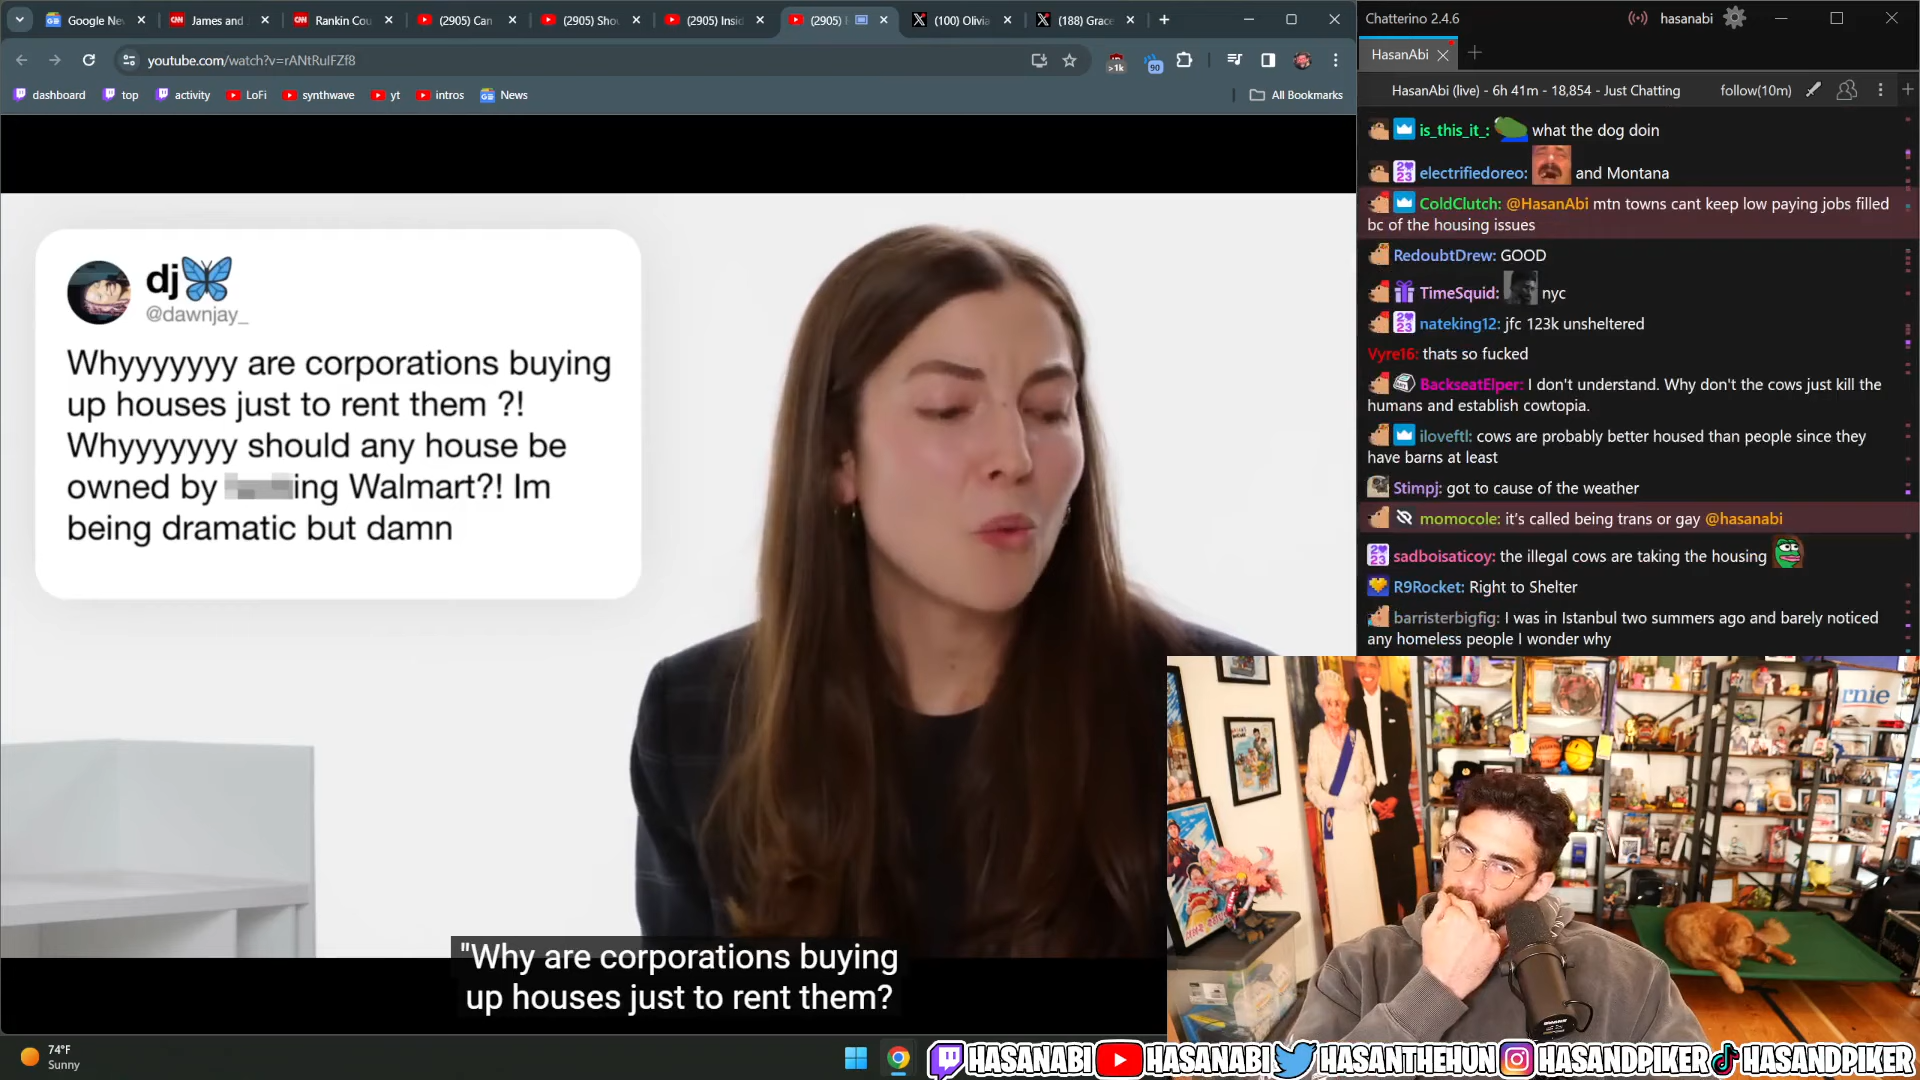 Google Nev
James and
Rankin Cou
(2905) Can
(2905) Sho
(2905) Insid
(2905)
(100) Olivia
(188) Grace
youtube.com/watch?v=rANtRulFZf8
>1k
90
dashboard
top
activity
LoFi
synthwave
yt
intros
News
All Bookmarks
dj
@dawnjay_
Whyyyyyyy are corporations buying
up houses just to rent them ?!
Whyyyyyyy should any house be
owned by ing Walmart?! Im
being dramatic but damn
"Why are corporations buying
up houses just to rent them?
74°F
Sunny
Chatterino 2.4.6
hasanabi
HasanAbi
HasanAbi (live) - 6h 41m - 18,854 - Just Chatting
follow(10m)
is_this_it_: what the dog doin
electrifiedoreo: and Montana
ColdClutch: @HasanAbi mtn towns cant keep low paying jobs filled
bc of the housing issues
RedoubtDrew: GOOD
TimeSquid: nyc
nateking12: jfc 123k unsheltered
Vyre16: thats so fucked
BackseatElper: I don't understand. Why don't the cows just kill the
humans and establish cowtopia.
iloveftl: cows are probably better housed than people since they
have barns at least
Stimpj: got to cause of the weather
momocole: it's called being trans or gay @hasanabi
sadboisaticoy: the illegal cows are taking the housing
R9Rocket: Right to Shelter
barristerbigfig: I was in Istanbul two summers ago and barely noticed
any homeless people I wonder why
rnie
HASANABI HASANABI HASANTHEHUN HASANDPIKER HASANDPIKER